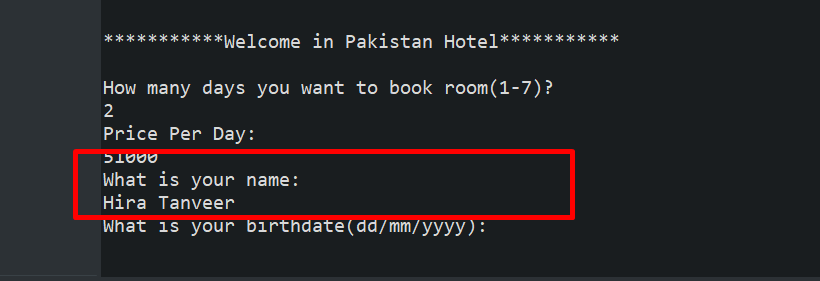 ***********Welcome in Pakistan Hotel***********
How many days you want to book room(1-7)?
2
Price Per Day:
51000
What is your name:
Hira Tanveer
What is your birthdate(dd/mm/yyyy):